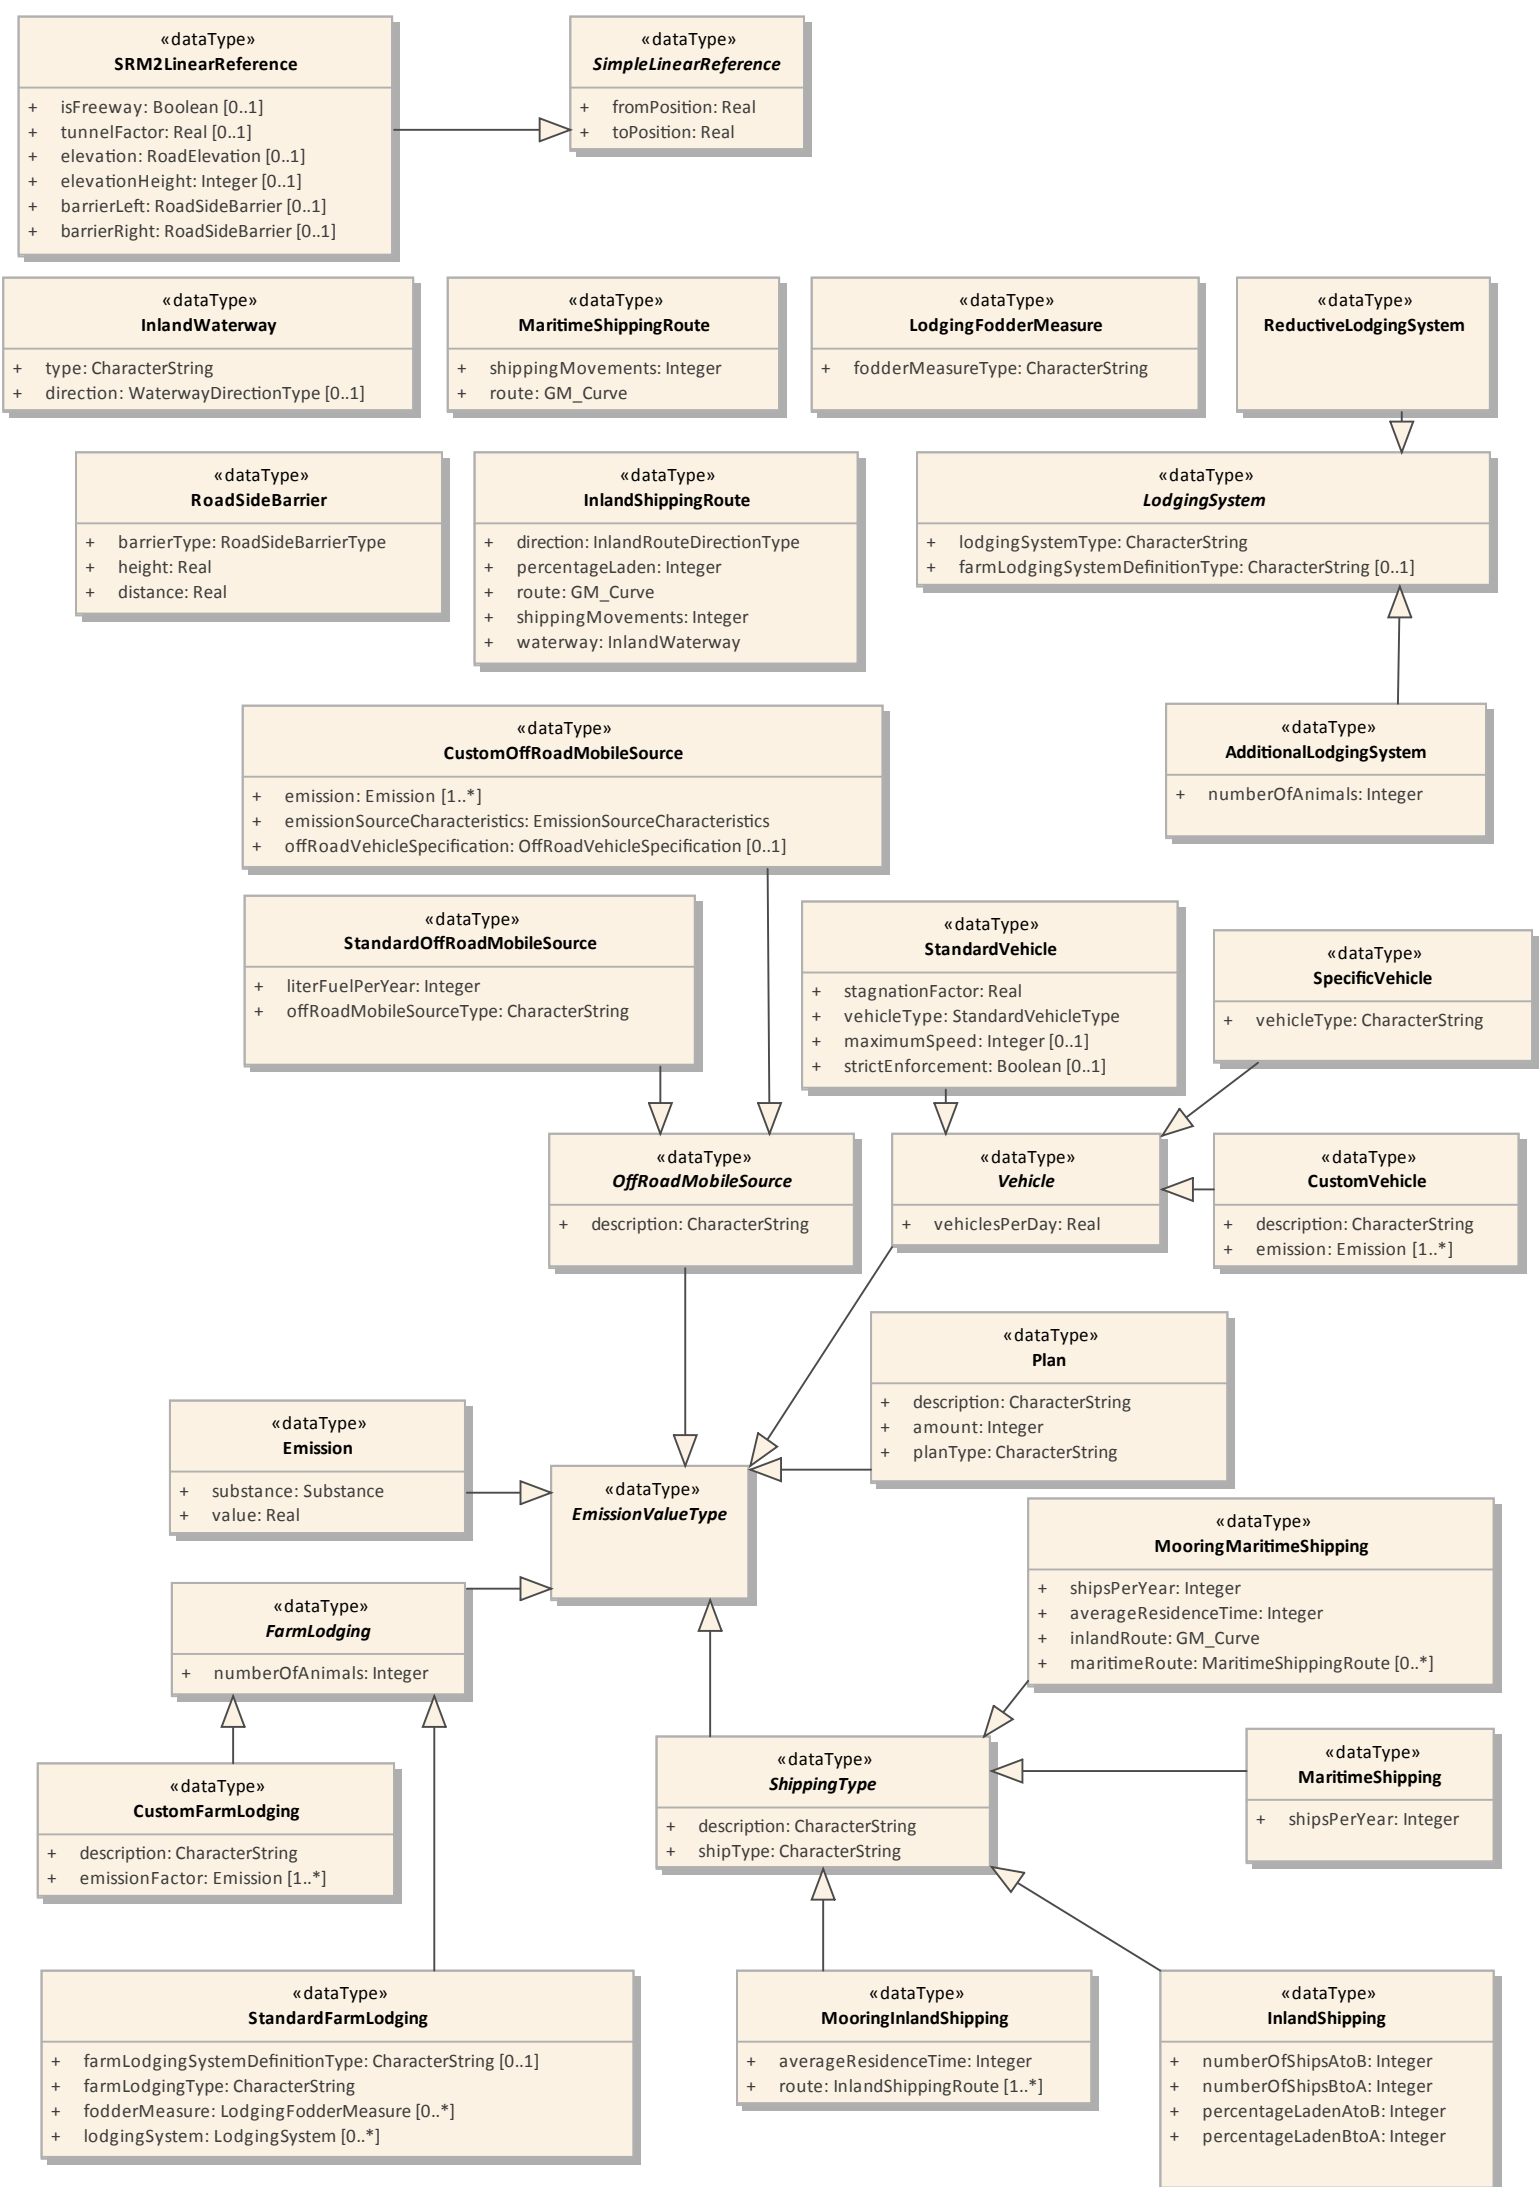 «dataType»
SRM2LinearReference
+ isFreeway: Boolean [0..1]
+ tunnelFactor: Real [0..1]
+ elevation: RoadElevation [0..1]
+ elevationHeight: Integer [0..1]
+ barrierLeft: RoadSideBarrier [0..1]
+ barrierRight: RoadSideBarrier [0..1]
«dataType»
SimpleLinearReference
+ fromPosition: Real
+ toPosition: Real
«dataType»
InlandWaterway
+ type: CharacterString
+ direction: WaterwayDirectionType [0..1]
«dataType»
MaritimeShippingRoute
+ shippingMovements: Integer
+ route: GM_Curve
«dataType»
LodgingFodderMeasure
+ fodderMeasureType: CharacterString
«dataType»
ReductiveLodgingSystem
«dataType»
RoadSideBarrier
+ barrierType: RoadSideBarrierType
+ height: Real
+ distance: Real
«dataType»
InlandShippingRoute
+ direction: InlandRouteDirectionType
+ percentageLaden: Integer
+ route: GM_Curve
+ shippingMovements: Integer
+ waterway: InlandWaterway
«dataType»
LodgingSystem
+ lodgingSystemType: CharacterString
+ farmLodgingSystemDefinitionType: CharacterString [0..1]
«dataType»
CustomOffRoadMobileSource
+ emission: Emission [1..*]
+ emissionSourceCharacteristics: EmissionSourceCharacteristics
+ offRoadVehicleSpecification: OffRoadVehicleSpecification [0..1]
«dataType»
AdditionalLodgingSystem
+ numberOfAnimals: Integer
«dataType»
StandardOffRoadMobileSource
+ literFuelPerYear: Integer
+ offRoadMobileSourceType: CharacterString
«dataType»
StandardVehicle
+ stagnationFactor: Real
+ vehicleType: StandardVehicleType
+ maximumSpeed: Integer [0..1]
+ strictEnforcement: Boolean [0..1]
«dataType»
SpecificVehicle
+ vehicleType: CharacterString
«dataType»
OffRoadMobileSource
+ description: CharacterString
«dataType»
Vehicle
+ vehiclesPerDay: Real
«dataType»
CustomVehicle
+ description: CharacterString
+ emission: Emission [1..*]
«dataType»
Plan
+ description: CharacterString
+ amount: Integer
+ planType: CharacterString
«dataType»
Emission
+ substance: Substance
+ value: Real
«dataType»
EmissionValueType
«dataType»
MooringMaritimeShipping
+ shipsPerYear: Integer
+ averageResidenceTime: Integer
+ inlandRoute: GM_Curve
+ maritimeRoute: MaritimeShippingRoute [0..*]
«dataType»
FarmLodging
+ numberOfAnimals: Integer
«dataType»
ShippingType
+ description: CharacterString
+ shipType: CharacterString
«dataType»
MaritimeShipping
+ shipsPerYear: Integer
«dataType»
CustomFarmLodging
+ description: CharacterString
+ emissionFactor: Emission [1..*]
«dataType»
StandardFarmLodging
+ farmLodgingSystemDefinitionType: CharacterString [0..1]
+ farmLodgingType: CharacterString
+ fodderMeasure: LodgingFodderMeasure [0..*]
+ lodgingSystem: LodgingSystem [0..*]
«dataType»
MooringInlandShipping
+ averageResidenceTime: Integer
+ route: InlandShippingRoute [1..*]
«dataType»
InlandShipping
+ numberOfShipsAtoB: Integer
+ numberOfShipsBtoA: Integer
+ percentageLadenAtoB: Integer
+ percentageLadenBtoA: Integer